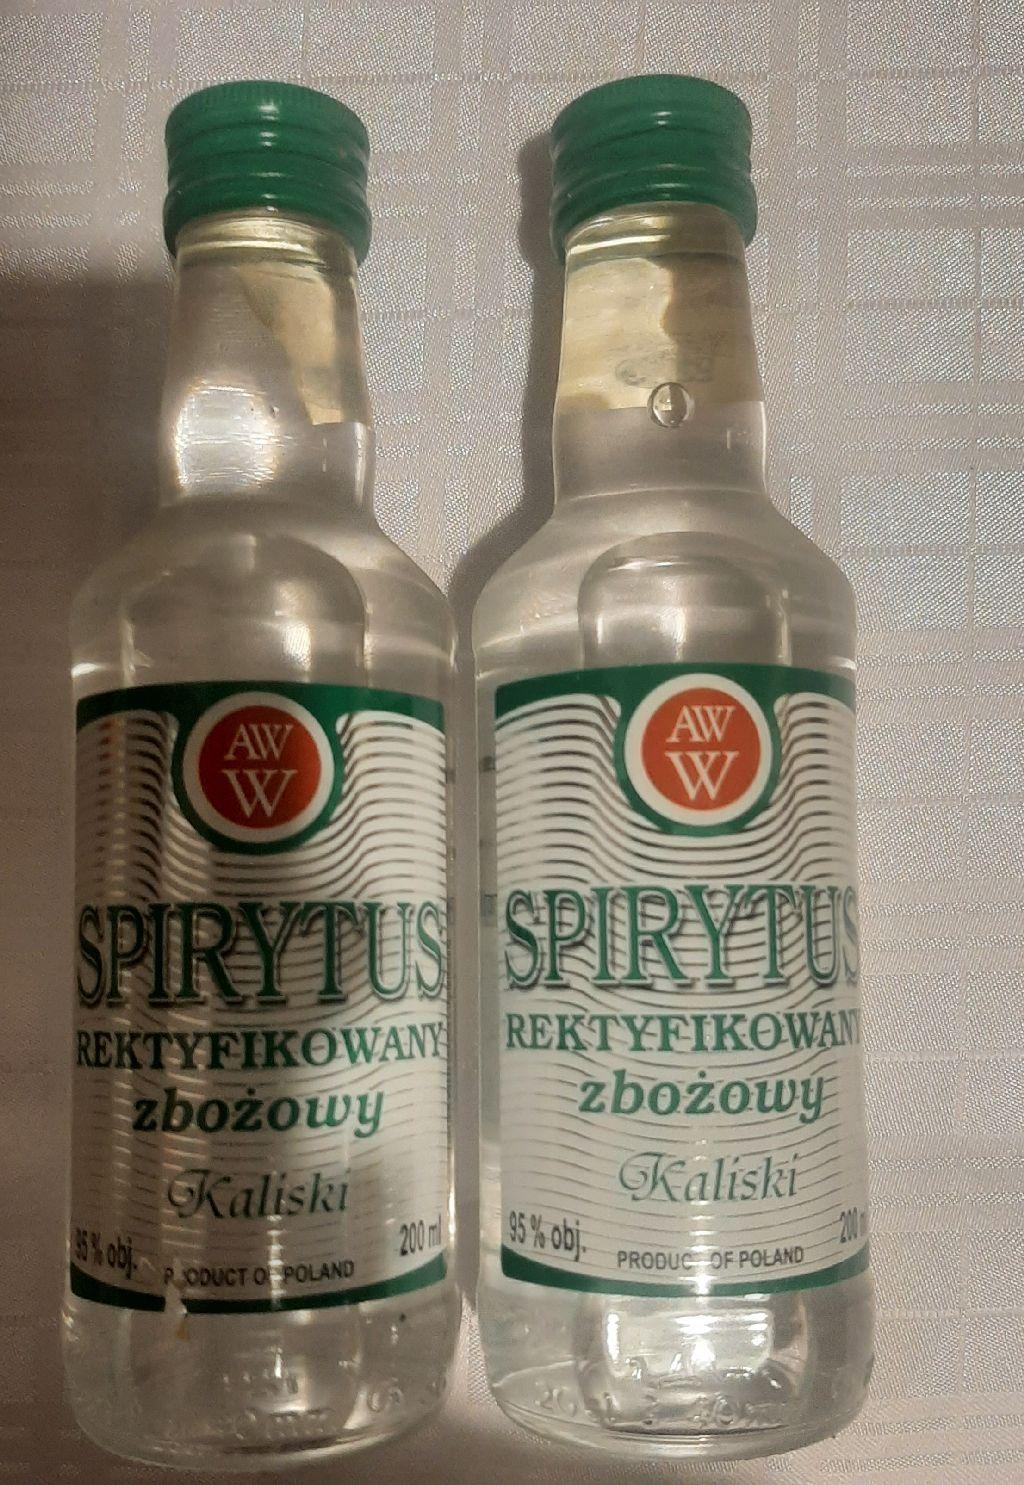 AW
W
SPIRYTUS
REKTYFIKOWANY
zbożowy
Kaliski
95 % obj.
200 ml
PRODUCT OF POLAND
AW
W
SPIRYTUS
REKTYFIKOWANY
zbożowy
Kaliski
95 % obj.
200 ml
PRODUCT OF POLAND